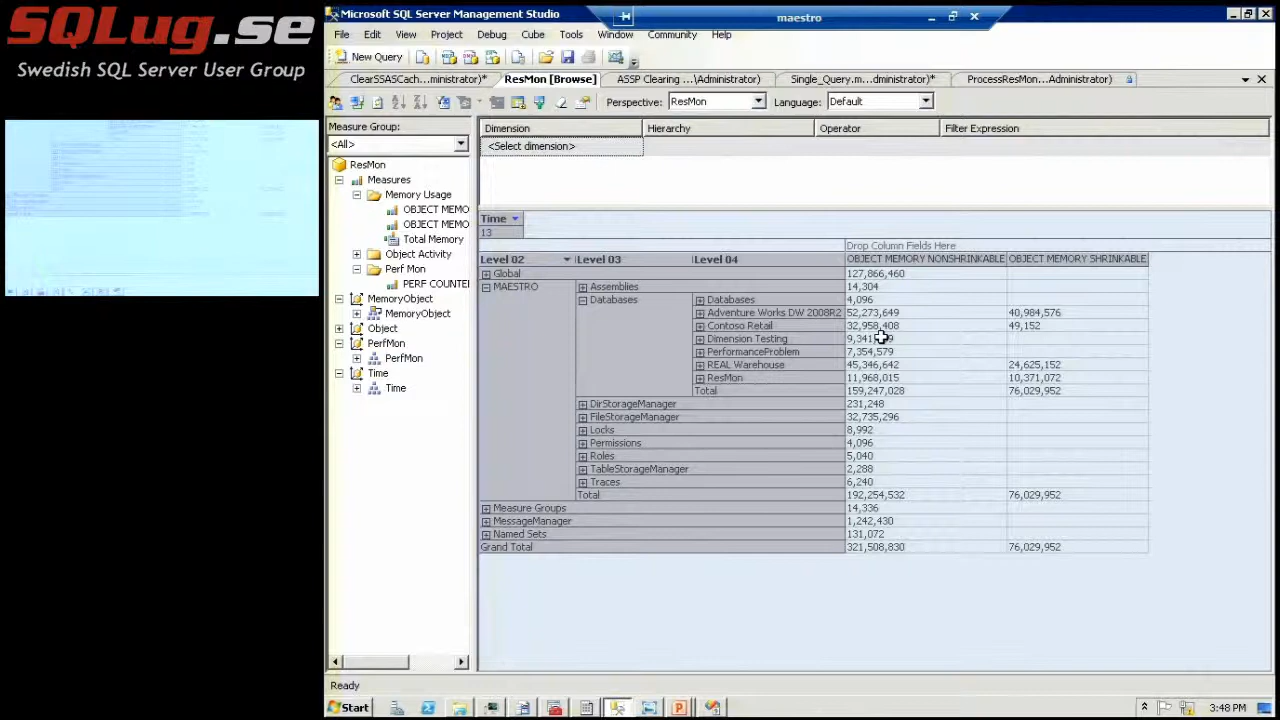 SQLug.se
Swedish SQL Server User Group
Microsoft SQL Server Management Studio
maestro
File Edit View Project Debug Cube Tools Window Community Help
New Query
ClearSSASCach...ministrator)* ResMon [Browse] ASSP Clearing ...\Administrator) Single_Query.m...dministrator)* ProcessResMon...Administrator)
Perspective: ResMon Language: Default
Measure Group:
<All>
ResMon
Measures
Memory Usage
OBJECT MEMO
OBJECT MEMO
Total Memory
Object Activity
Perf Mon
PERF COUNTE
MemoryObject
MemoryObject
Object
PerfMon
PerfMon
Time
Time
Dimension Hierarchy Operator Filter Expression
<Select dimension>
Time
13
Drop Column Fields Here
Level 02 Level 03 Level 04 OBJECT MEMORY NONSHRINKABLE OBJECT MEMORY SHRINKABLE
Global 127,866,460
MAESTRO Assemblies 14,304
Databases Databases 4,096
Adventure Works DW 2008R2 52,273,649 40,984,576
Contoso Retail 32,958,408 49,152
Dimension Testing 9,341
PerformanceProblem 7,354,579
REAL Warehouse 45,346,642 24,625,152
ResMon 11,968,015 10,371,072
Total 159,247,028 76,029,952
DirStorageManager 231,248
FileStorageManager 32,735,296
Locks 8,992
Permissions 4,096
Roles 5,040
TableStorageManager 2,288
Traces 6,240
Total 192,254,532 76,029,952
Measure Groups 14,336
MessageManager 1,242,430
Named Sets 131,072
Grand Total 321,508,830 76,029,952
Ready
Start 3:48 PM